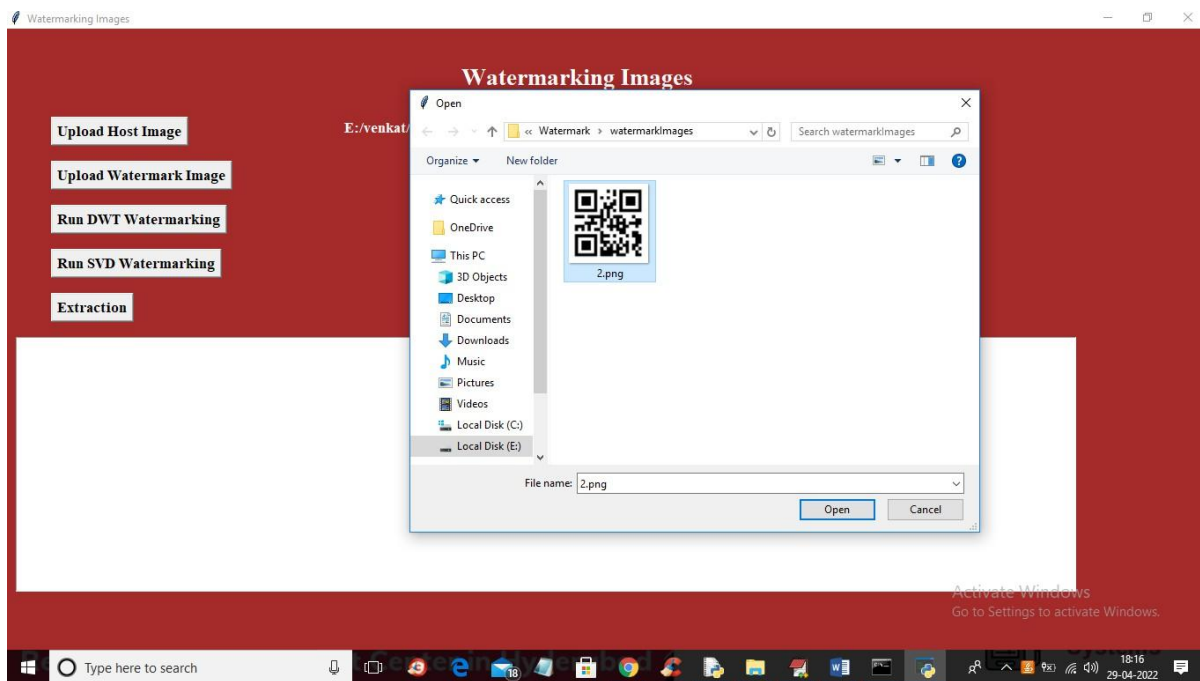 Watermarking Images
Watermarking Images
Upload Host Image
E:/venkat/
Upload Watermark Image
Run DWT Watermarking
Run SVD Watermarking
Extraction
Open
« Watermark › watermarkImages
Search watermarkImages
Organize
New folder
Quick access
OneDrive
This PC
3D Objects
Desktop
Documents
Downloads
Music
Pictures
Videos
Local Disk (C:)
Local Disk (E:)
2.png
File name: 2.png
Open
Cancel
Activate Windows
Go to Settings to activate Windows.
Type here to search
18
18:16
29-04-2022